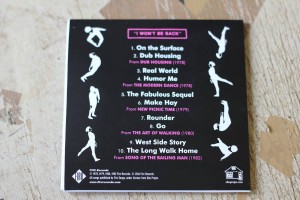 "I WON'T BE BACK"
1. On the Surface
2. Dub Housing
From DUB HOUSING (1978)
3. Real World
4. Humor Me
From THE MODERN DANCE (1978)
5. The Fabulous Sequel
6. Make Hay
From NEW PICNIC TIME (1979)
7. Rounder
8. Go
From THE ART OF WALKING (1980)
9. West Side Story
10. The Long Walk Home
From SONG OF THE BAILING MAN (1982)